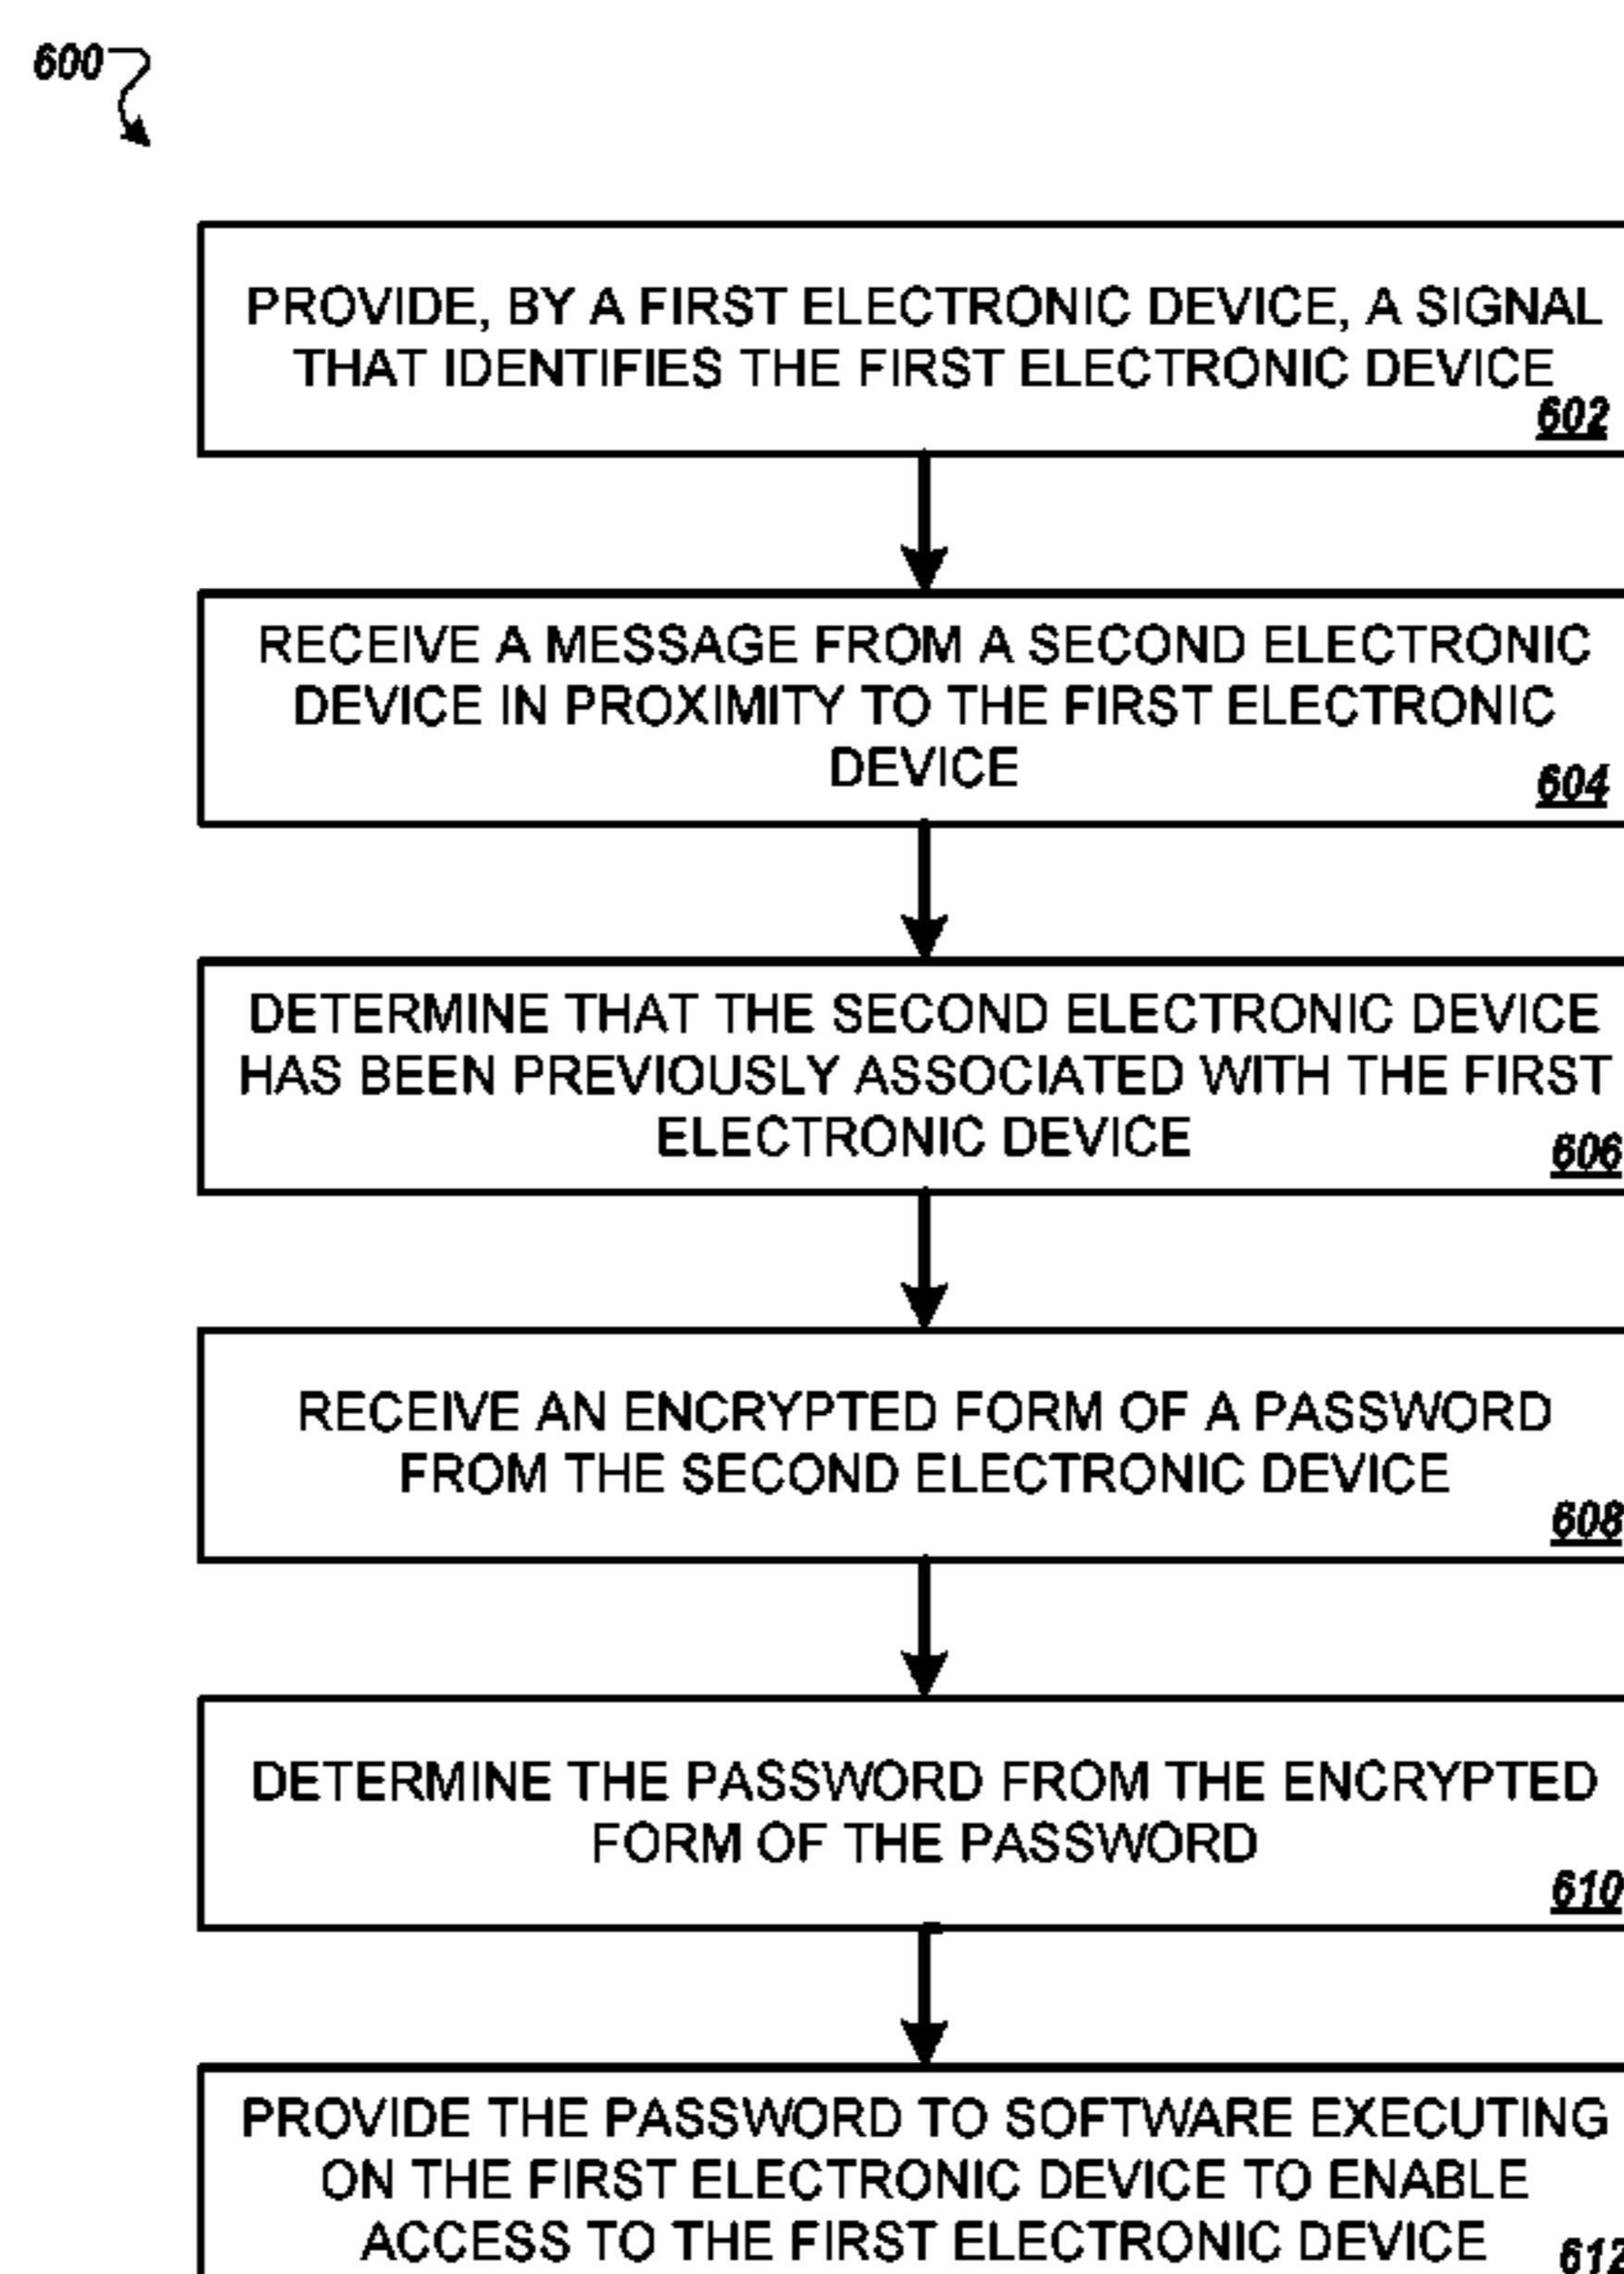 600
PROVIDE, BY A FIRST ELECTRONIC DEVICE, A SIGNAL
THAT IDENTIFIES THE FIRST ELECTRONIC DEVICE
602
RECEIVE A MESSAGE FROM A SECOND ELECTRONIC
DEVICE IN PROXIMITY TO THE FIRST ELECTRONIC
DEVICE
604
DETERMINE THAT THE SECOND ELECTRONIC DEVICE
HAS BEEN PREVIOUSLY ASSOCIATED WITH THE FIRST
ELECTRONIC DEVICE
606
RECEIVE AN ENCRYPTED FORM OF A PASSWORD
FROM THE SECOND ELECTRONIC DEVICE
608
DETERMINE THE PASSWORD FROM THE ENCRYPTED
FORM OF THE PASSWORD
610
PROVIDE THE PASSWORD TO SOFTWARE EXECUTING
ON THE FIRST ELECTRONIC DEVICE TO ENABLE
ACCESS TO THE FIRST ELECTRONIC DEVICE
612